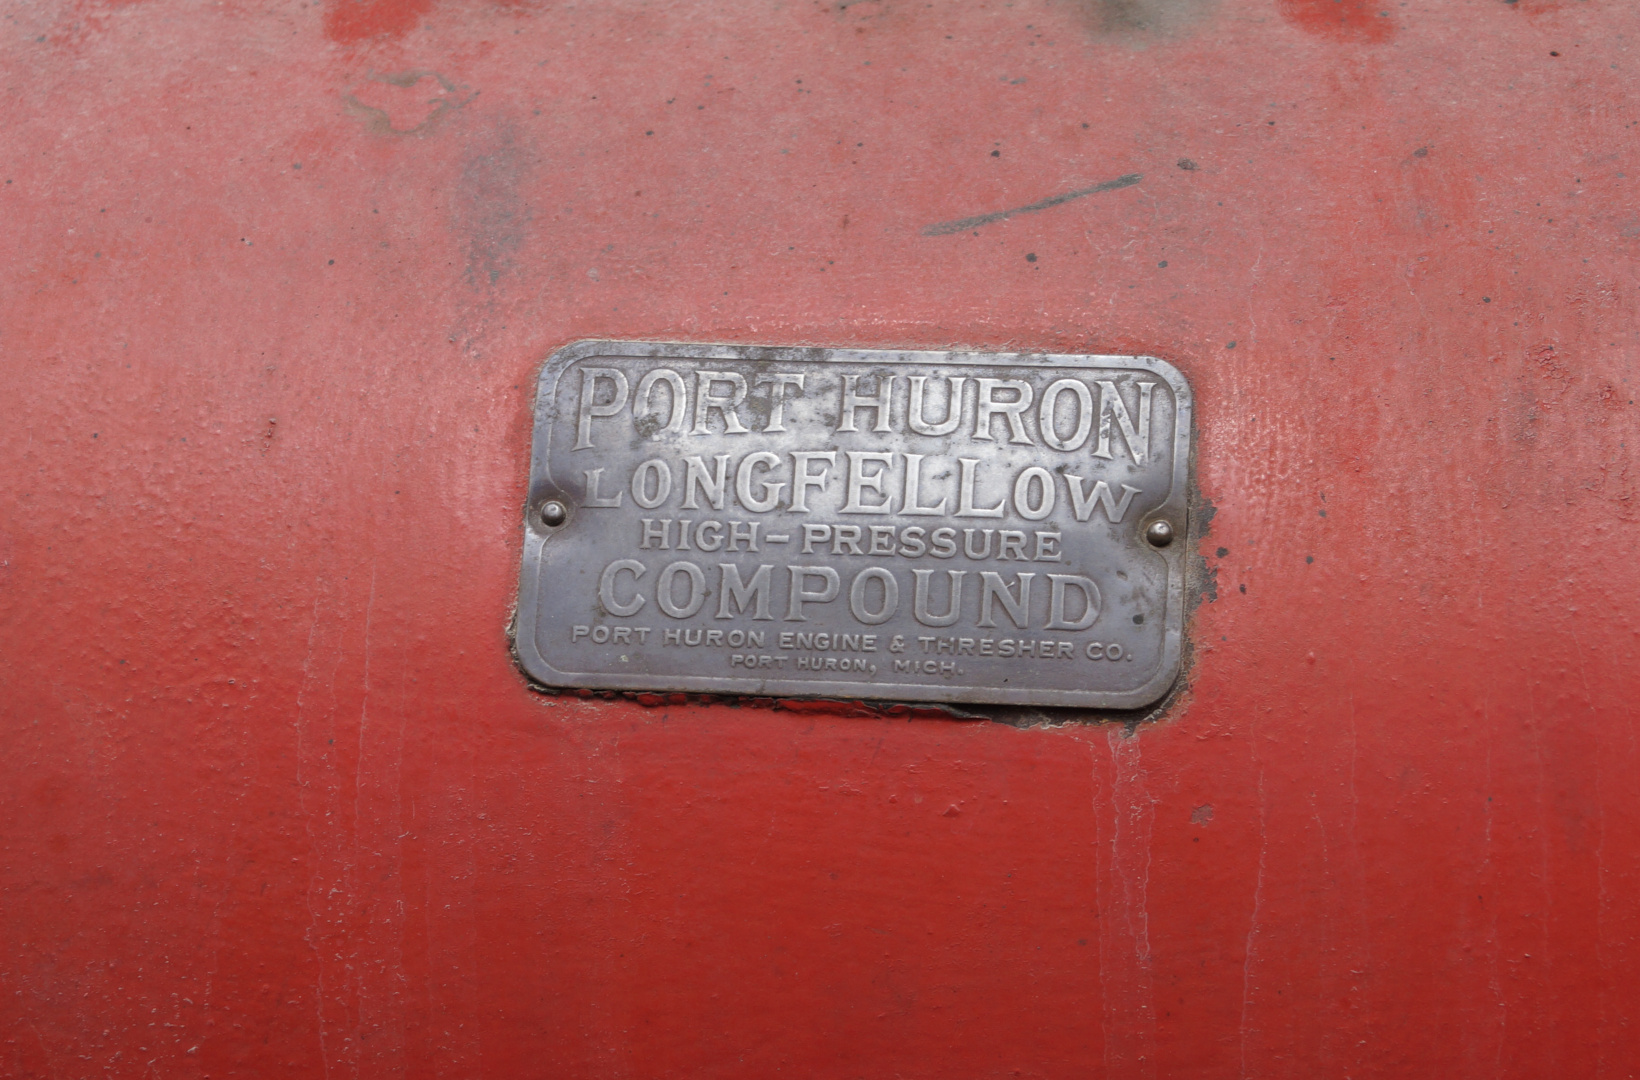 PORT HURON
LONGFELLOW
HIGH-PRESSURE
COMPOUND
PORT HURON ENGINE & THRESHER CO.
PORT HURON, MICH.